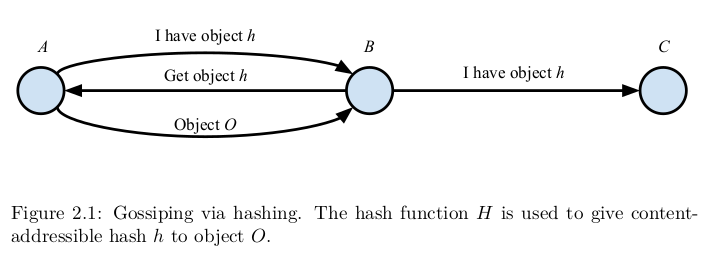 A
I have object h
B
C
Get object h
I have object h
Object O
Figure 2.1: Gossiping via hashing. The hash function H is used to give content-
addressible hash h to object O.